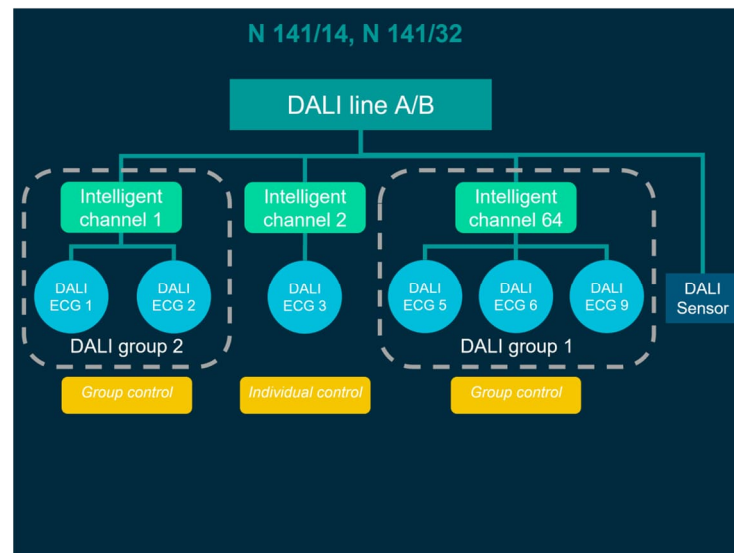 N 141/14, N 141/32
DALI line A/B
Intelligent
channel 1
Intelligent
channel 2
Intelligent
channel 64
DALI
ECG 1
DALI
ECG 2
DALI
ECG 3
DALI
ECG 5
DALI
ECG 6
DALI
ECG 9
DALI
Sensor
DALI group 2
DALI group 1
Group control
Individual control
Group control